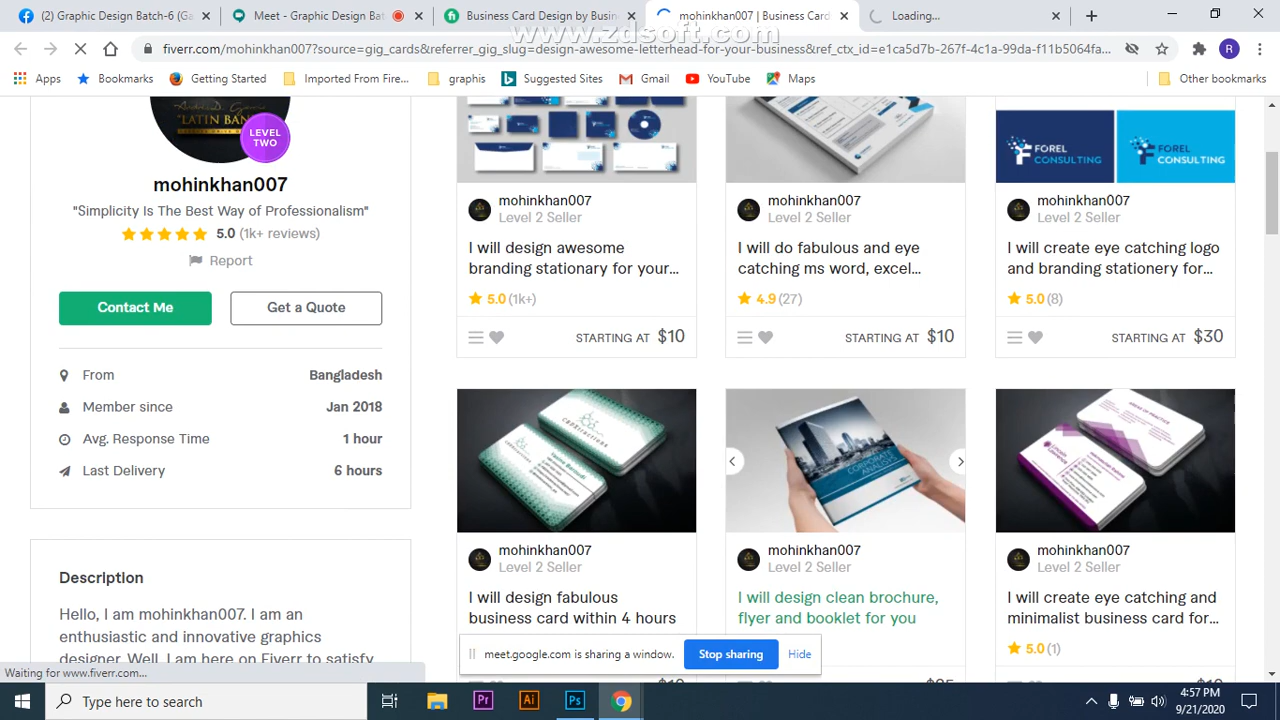 Graphic Design Batch-6 (G
Meet - Graphic Design Bat
Business Card Design by Busin
mohinkhan007 | Business Card
Loading...
www.zdsoft.com
fiverr.com/mohinkhan007?source=gig_cards&referrer_gig_slug=design-awesome-letterhead-for-your-business&ref_ctx_id=e1ca5d7b-267f-4c1a-99da-f11b5064fa...
R
Apps
Bookmarks
Getting Started
Imported From Fire...
graphis
Suggested Sites
Gmail
YouTube
Maps
Other bookmarks
LEVEL
TWO
mohinkhan007
"Simplicity Is The Best Way of Professionalism"
5.0 (1k+ reviews)
Report
Contact Me
Get a Quote
From Bangladesh
Member since Jan 2018
Avg. Response Time 1 hour
Last Delivery 6 hours
Description
Hello, I am mohinkhan007. I am an
enthusiastic and innovative graphics
designer. Well, I am here on Fiverr to satisfy
mohinkhan007
Level 2 Seller
I will design awesome
branding stationary for your...
5.0 (1k+)
STARTING AT $10
mohinkhan007
Level 2 Seller
I will do fabulous and eye
catching ms word, excel...
4.9 (27)
STARTING AT $10
FOREL
CONSULTING
FOREL
CONSULTING
mohinkhan007
Level 2 Seller
I will create eye catching logo
and branding stationery for...
5.0 (8)
STARTING AT $30
mohinkhan007
Level 2 Seller
I will design fabulous
business card within 4 hours
CORPORATE
ANALYSIS
mohinkhan007
Level 2 Seller
I will design clean brochure,
flyer and booklet for you
mohinkhan007
Level 2 Seller
I will create eye catching and
minimalist business card for...
5.0 (1)
meet.google.com is sharing a window.
Stop sharing
Hide
Waiting for www.fiverr.com...
Type here to search
Pr
Ai
Ps
4:57 PM
9/21/2020